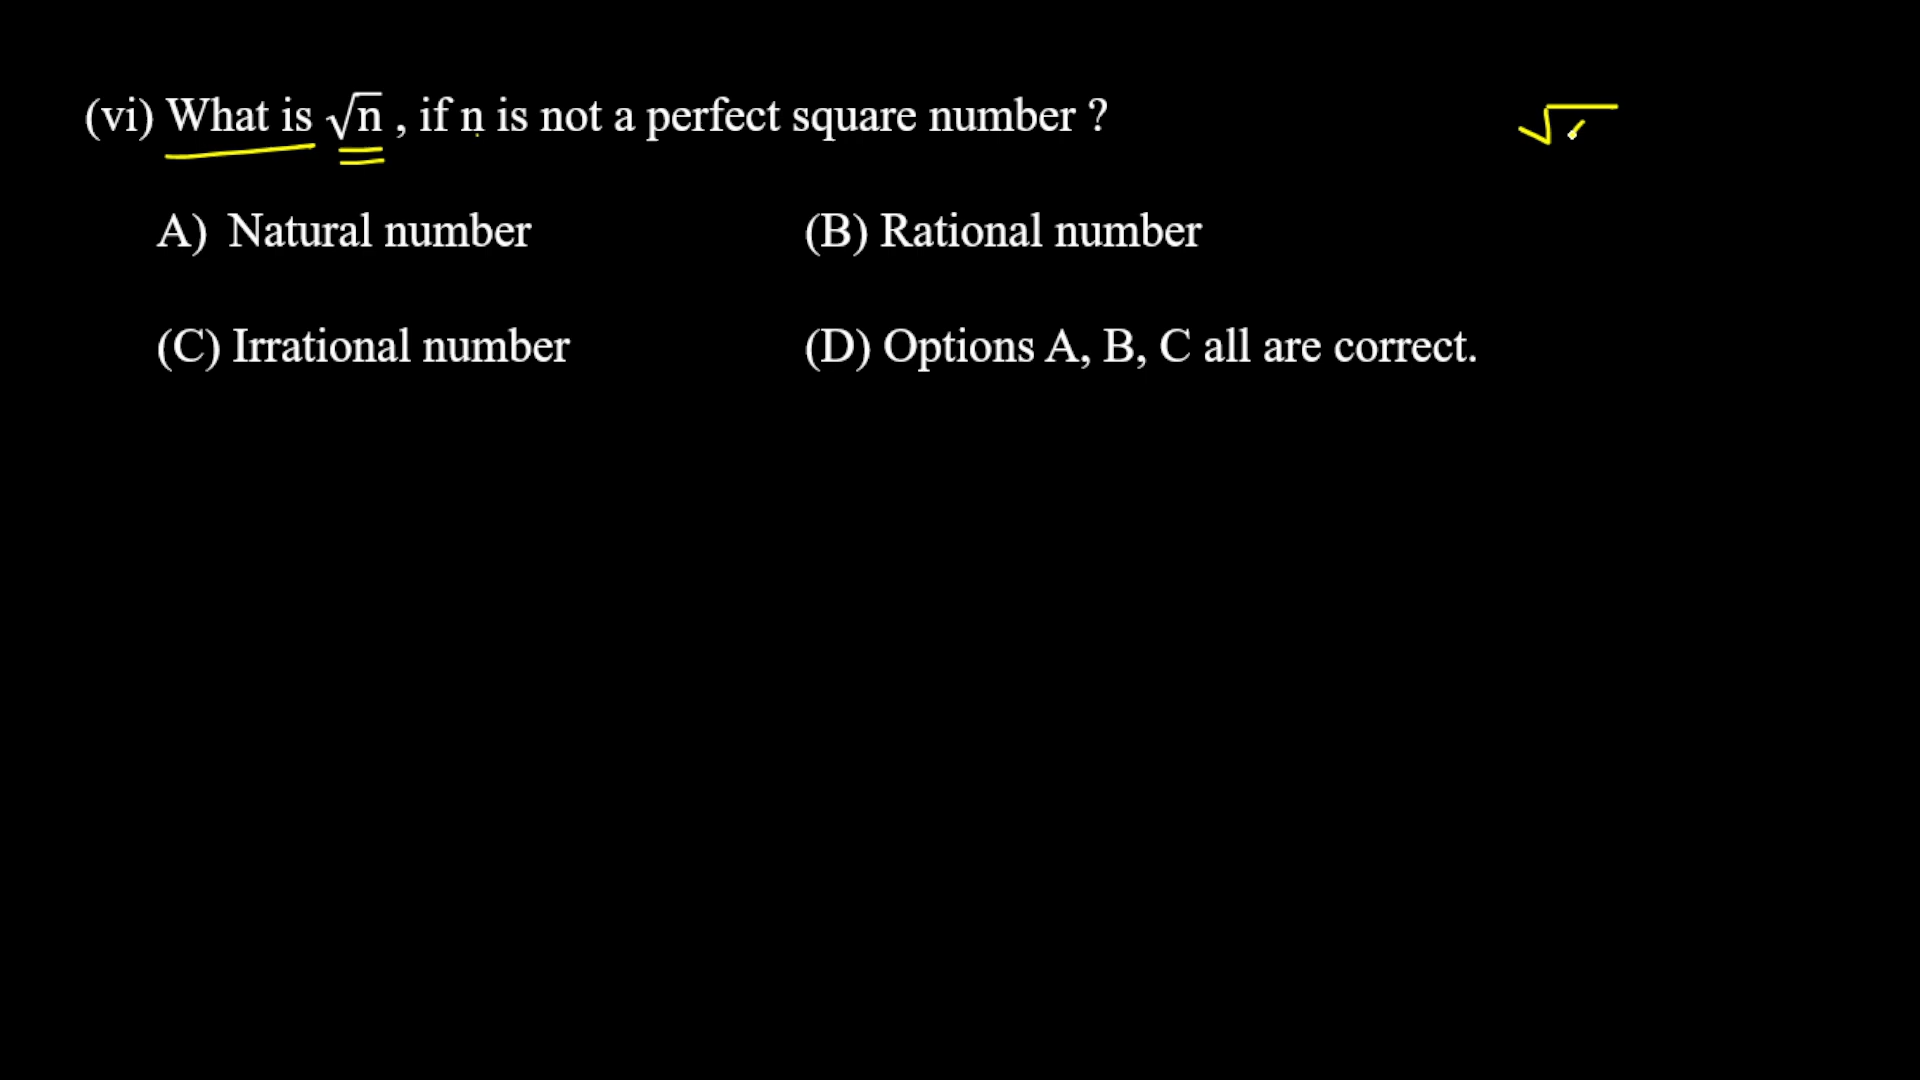 (vi) What is √n , if n is not a perfect square number ?
√
A) Natural number (B) Rational number
(C) Irrational number (D) Options A, B, C all are correct.